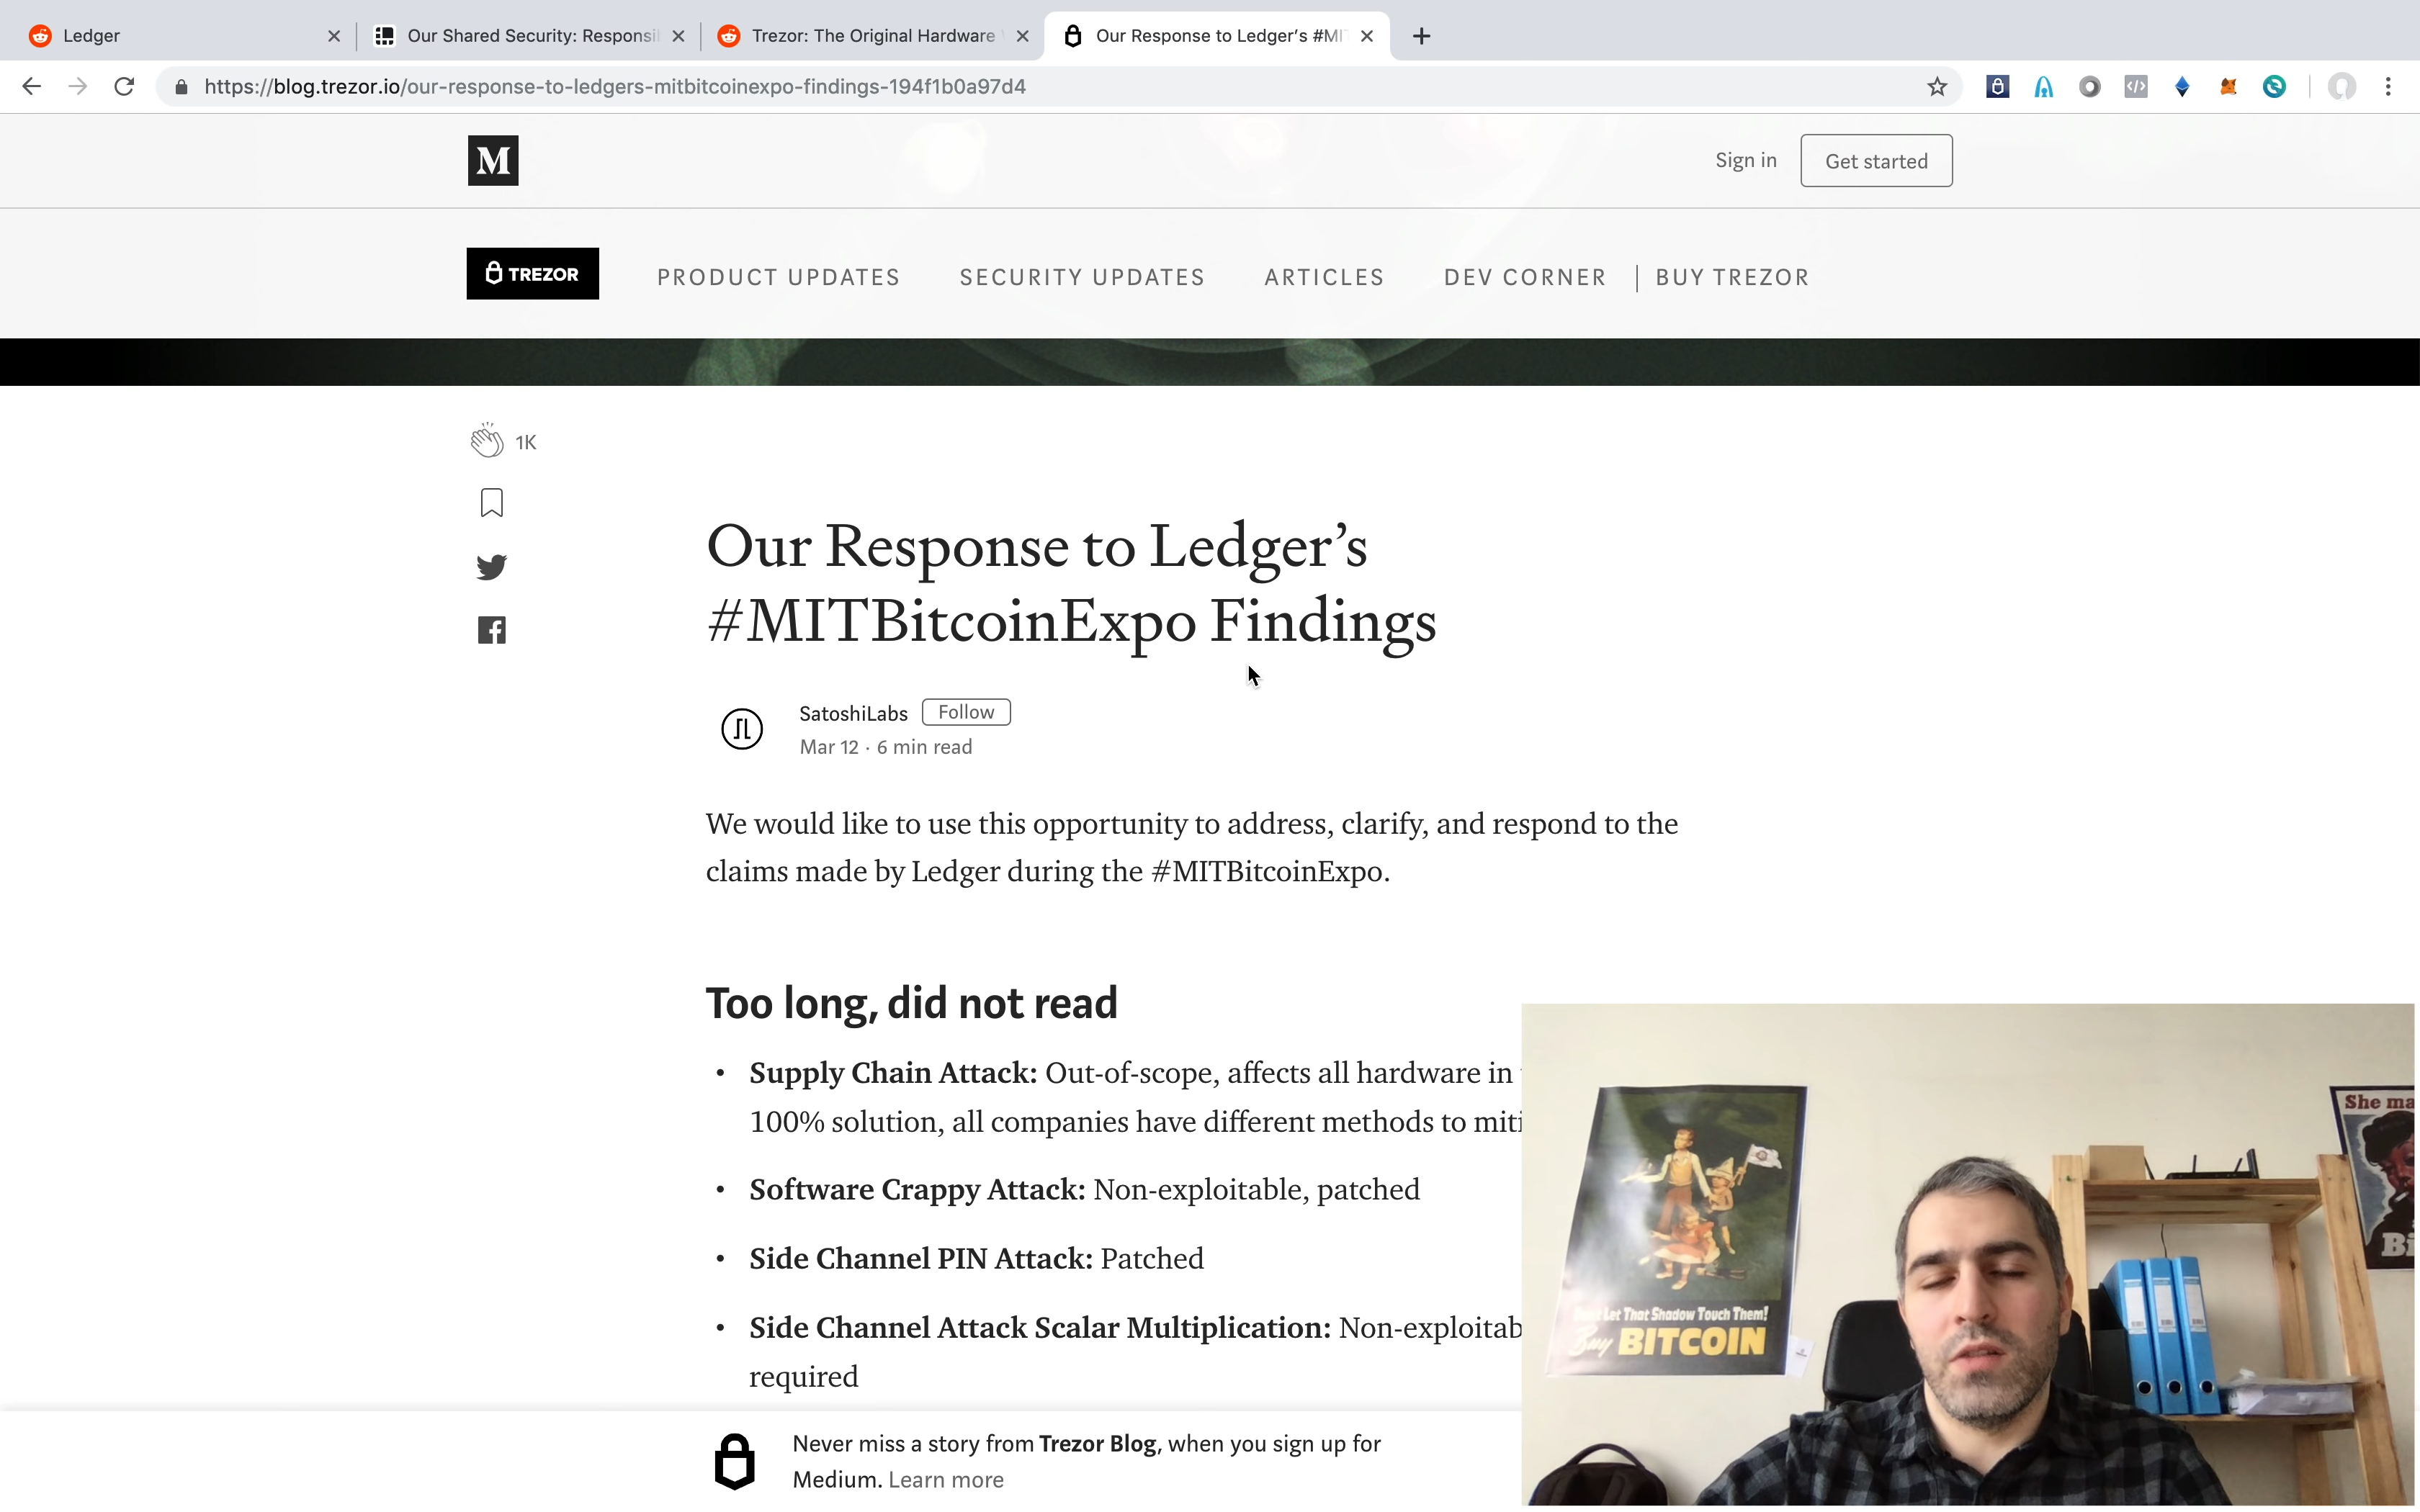 Ledger
Our Shared Security: Responsi
Trezor: The Original Hardware
Our Response to Ledger's #MI
https://blog.trezor.io/our-response-to-ledgers-mitbitcoinexpo-findings-194f1b0a97d4
M
Sign in
Get started
TREZOR
PRODUCT UPDATES
SECURITY UPDATES
ARTICLES
DEV CORNER
BUY TREZOR
1K
Our Response to Ledger’s
#MITBitcoinExpo Findings
SatoshiLabs
Follow
Mar 12 · 6 min read
We would like to use this opportunity to address, clarify, and respond to the
claims made by Ledger during the #MITBitcoinExpo.
Too long, did not read
• Supply Chain Attack: Out-of-scope, affects all hardware in
100% solution, all companies have different methods to miti
• Software Crappy Attack: Non-exploitable, patched
• Side Channel PIN Attack: Patched
• Side Channel Attack Scalar Multiplication: Non-exploitab
required
Never miss a story from Trezor Blog, when you sign up for
Medium. Learn more
Let That Shadow Touch Them!
Buy BITCOIN
She ma
Bi